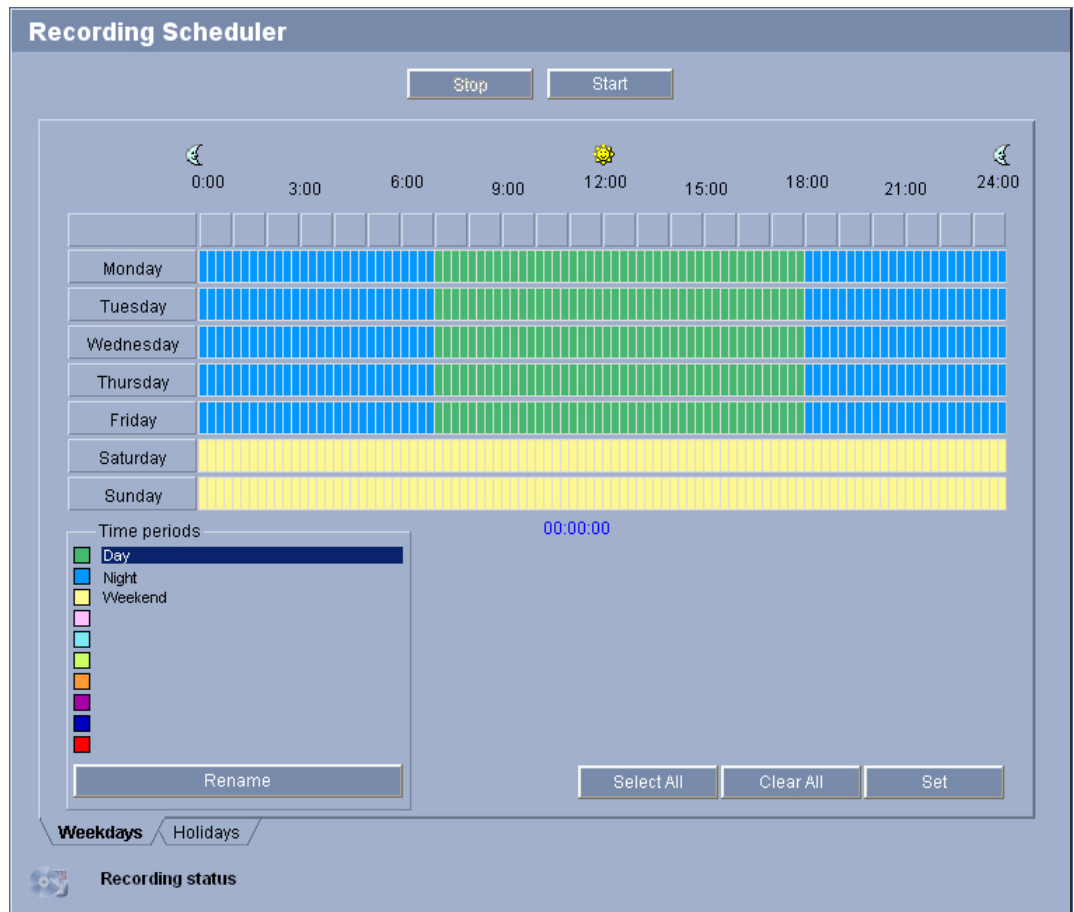 Recording Scheduler
Stop Start
0:00 3:00 6:00 9:00 12:00 15:00 18:00 21:00 24:00
Monday
Tuesday
Wednesday
Thursday
Friday
Saturday
Sunday
Time periods
00:00:00
Day
Night
Weekend
Rename
Select All Clear All Set
Weekdays Holidays
Recording status